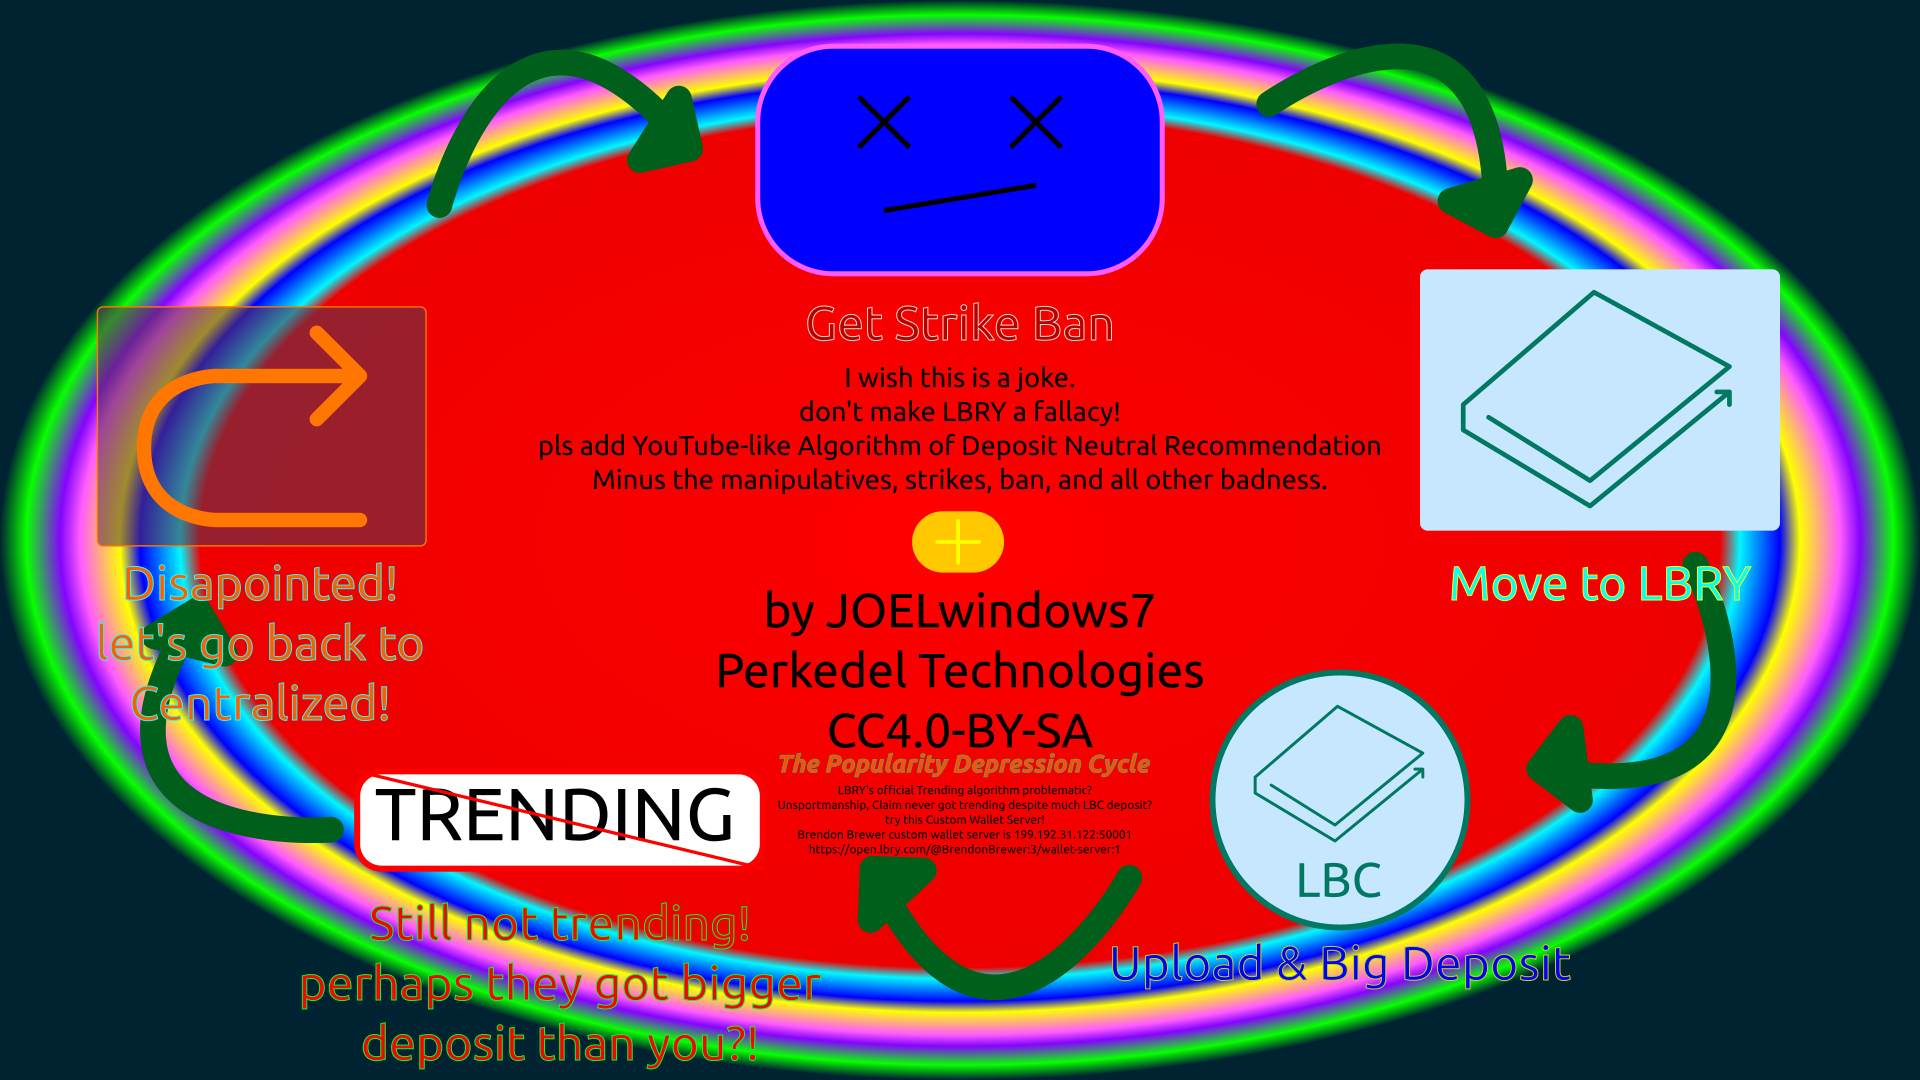 Get Strike Ban
I wish this is a joke.
don't make LBRY a fallacy!
pls add YouTube-like Algorithm of Deposit Neutral Recommendation
Minus the manipulatives, strikes, ban, and all other badness.
Move to LBRY
Upload & Big Deposit
LBC
TRENDING
Still not trending!
perhaps they got bigger
deposit than you?!
Disapointed!
let's go back to
Centralized!
by JOELwindows7
Perkedel Technologies
CC4.0-BY-SA
The Popularity Depression Cycle
LBRY's official Trending algorithm problematic?
Unsportmanship, Claim never got trending despite much LBC deposit?
try this Custom Wallet Server!
Brendon Brewer custom wallet server is 199.192.31.122:50001
https://open.lbry.com/@BrendonBrewer:3/wallet-server:1